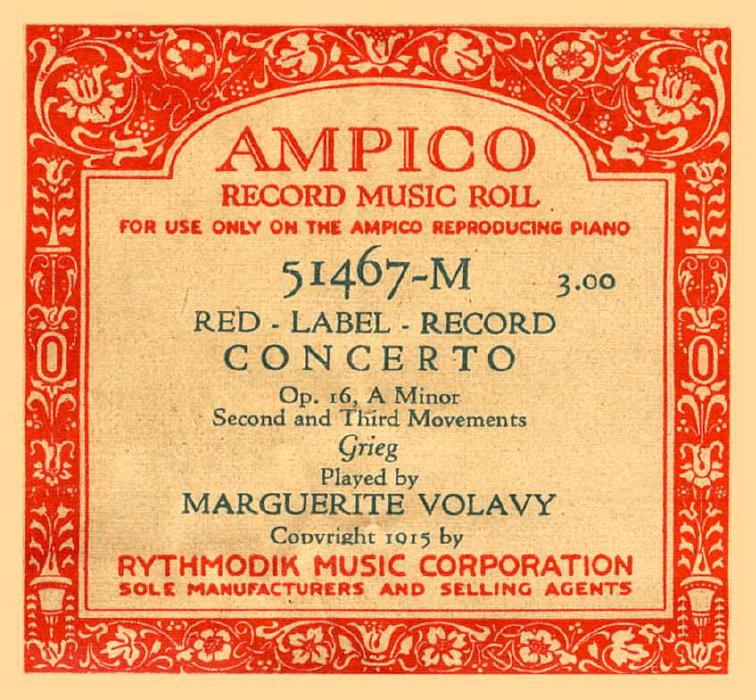 AMPICO
RECORD MUSIC ROLL
FOR USE ONLY ON THE AMPICO REPRODUCING PIANO
51467-M 3.00
RED - LABEL - RECORD
CONCERTO
Op. 16, A Minor
Second and Third Movements
Grieg
Played by
MARGUERITE VOLAVY
Copyright 1915 by
RYTHMODIK MUSIC CORPORATION
SOLE MANUFACTURERS AND SELLING AGENTS